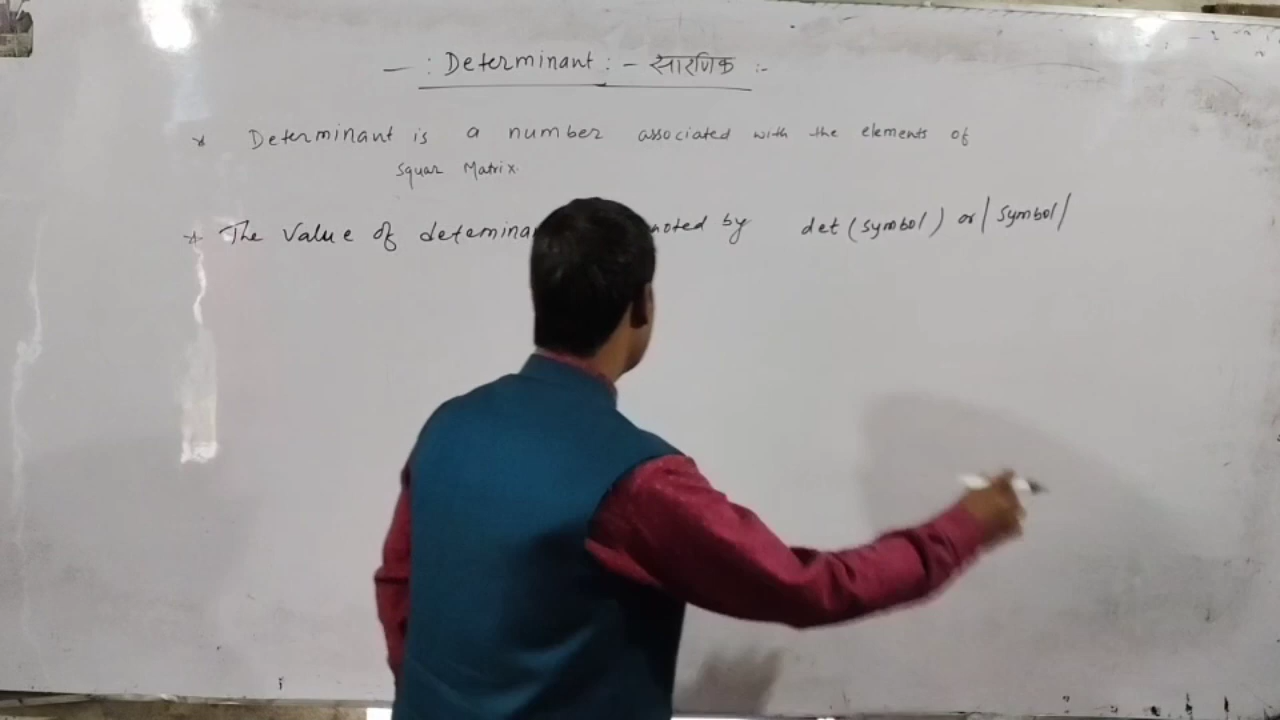 — : Determinant : – सारणिक :-
* Determinant is a number associated with the elements of
Squar Matrix.
* The Value of deteminan noted by det (symbol) or |symbol|